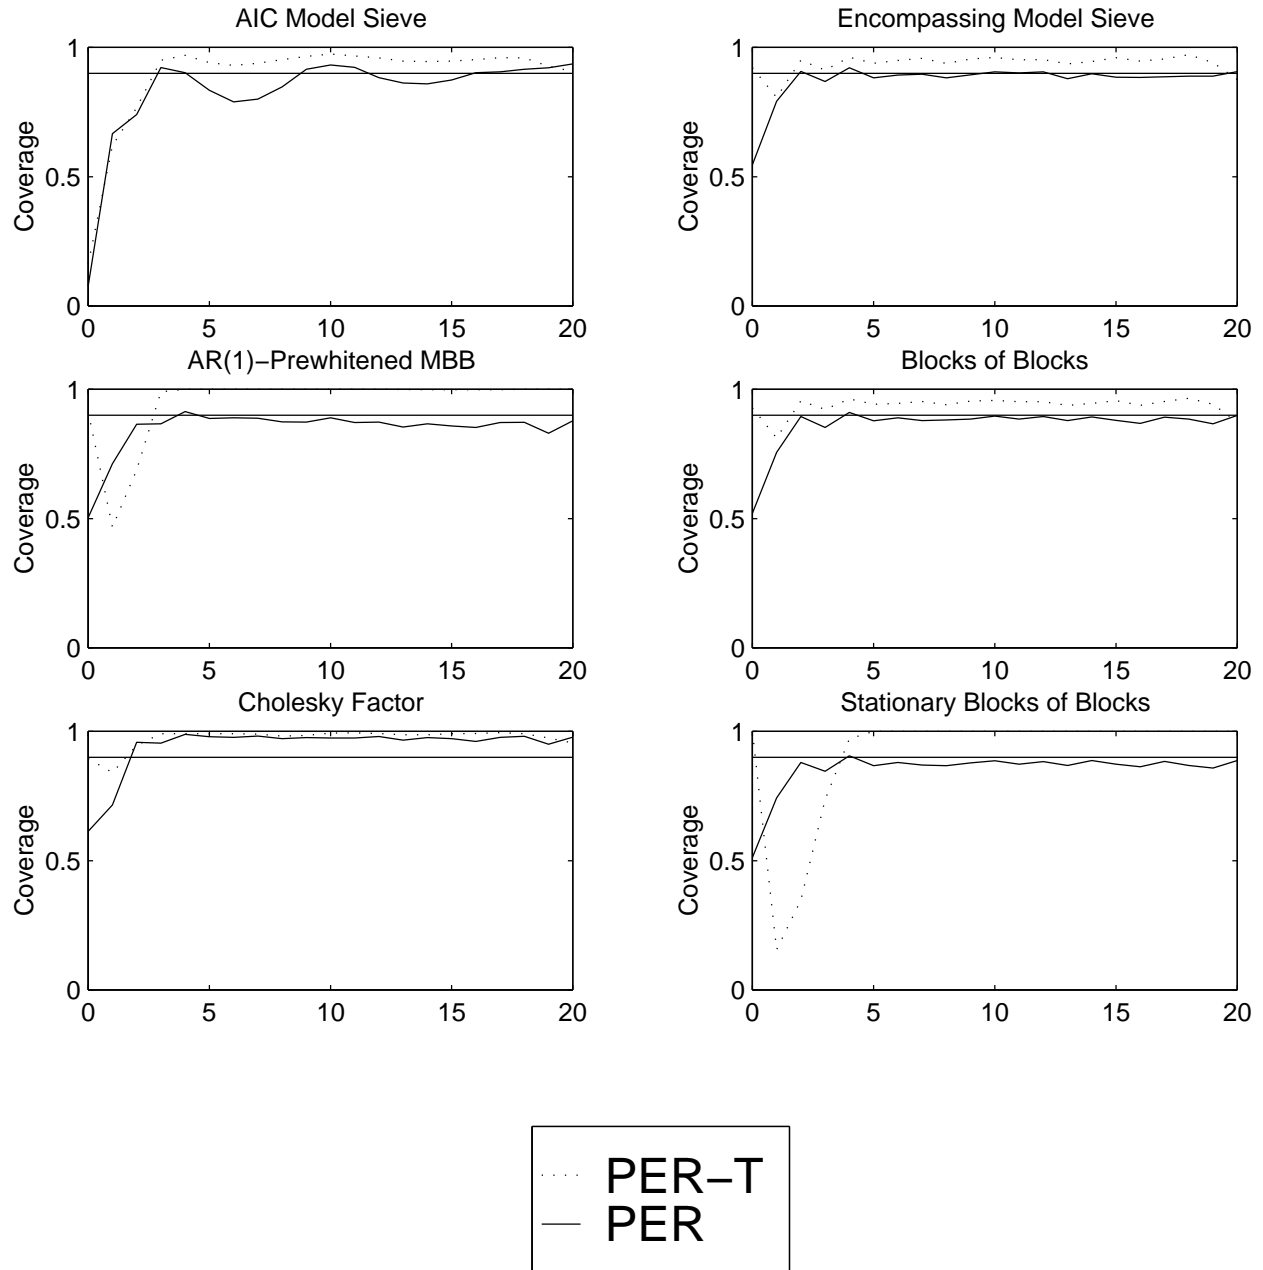 AIC Model Sieve
Coverage
1
0.5
0
0 5 10 15 20
Encompassing Model Sieve
Coverage
1
0.5
0
0 5 10 15 20
AR(1)−Prewhitened MBB
Coverage
1
0.5
0
0 5 10 15 20
Blocks of Blocks
Coverage
1
0.5
0
0 5 10 15 20
Cholesky Factor
Coverage
1
0.5
0
0 5 10 15 20
Stationary Blocks of Blocks
Coverage
1
0.5
0
0 5 10 15 20
PER−T
PER